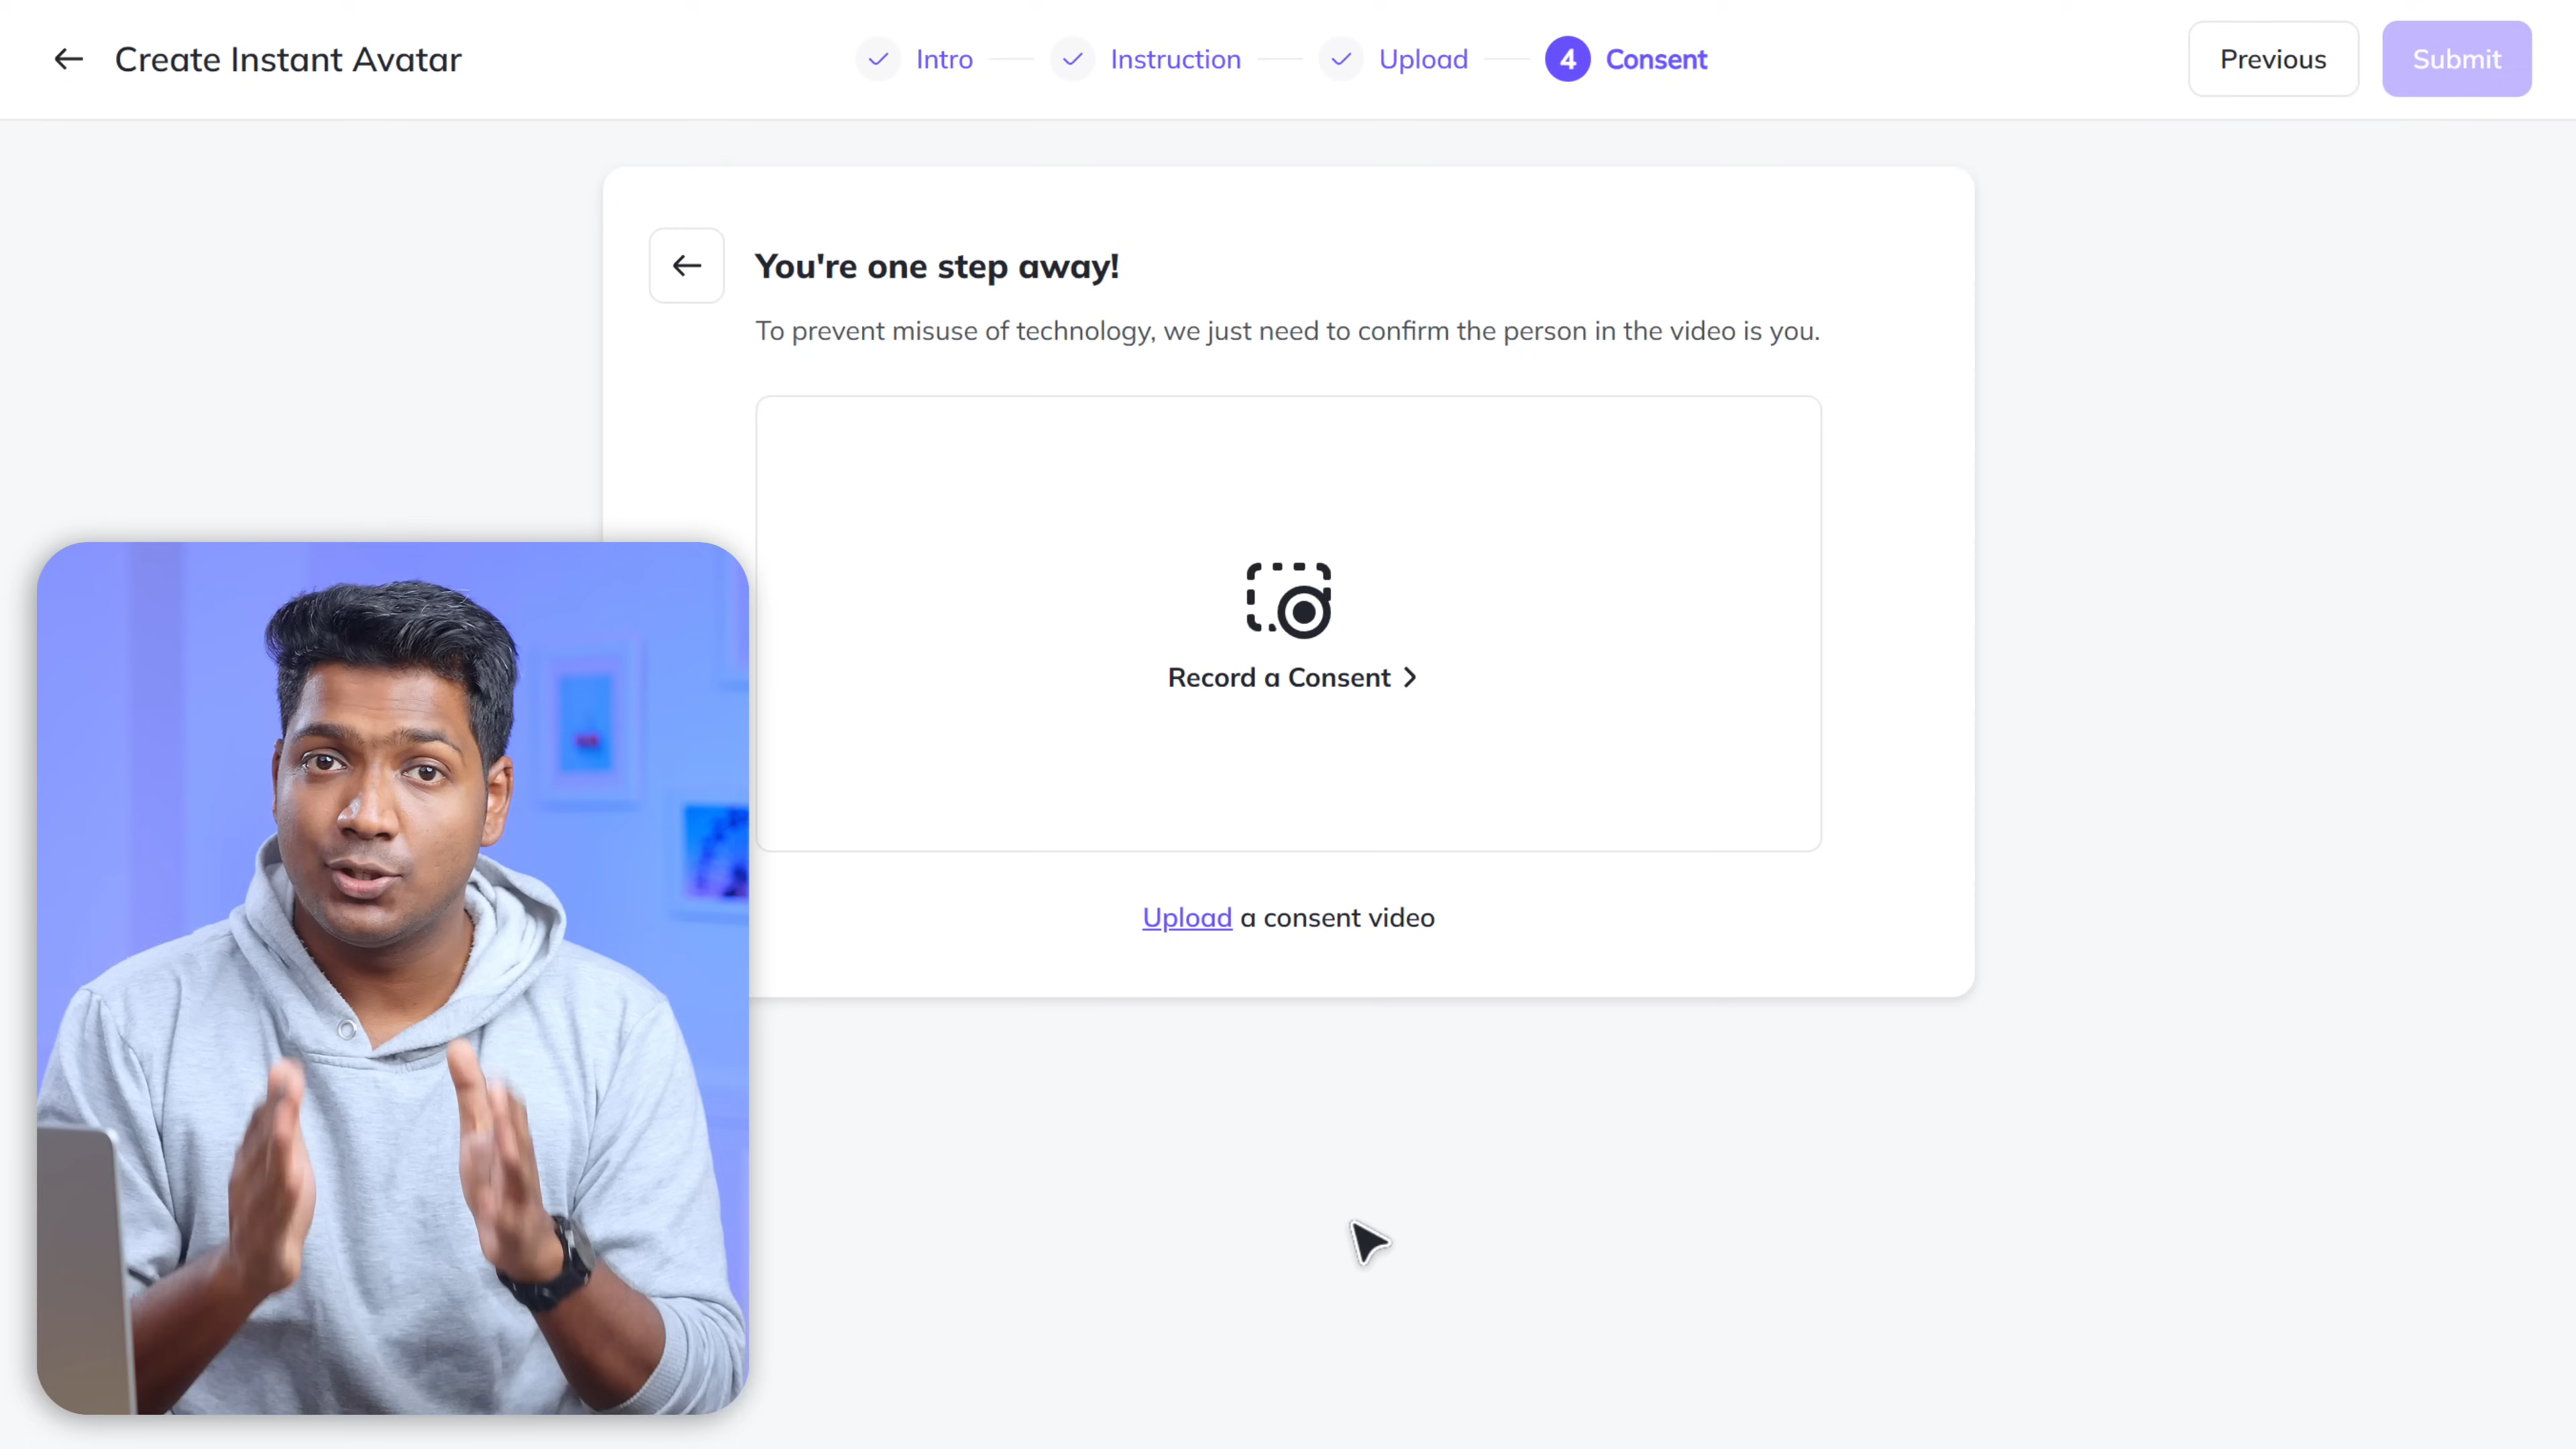 Create Instant Avatar
Intro
Instruction
Upload
4 Consent
Previous
Submit
You're one step away!
To prevent misuse of technology, we just need to confirm the person in the video is you.
Record a Consent
Upload a consent video